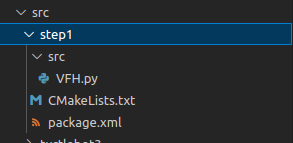 src
step1
src
VFH.py
CMakeLists.txt
package.xml